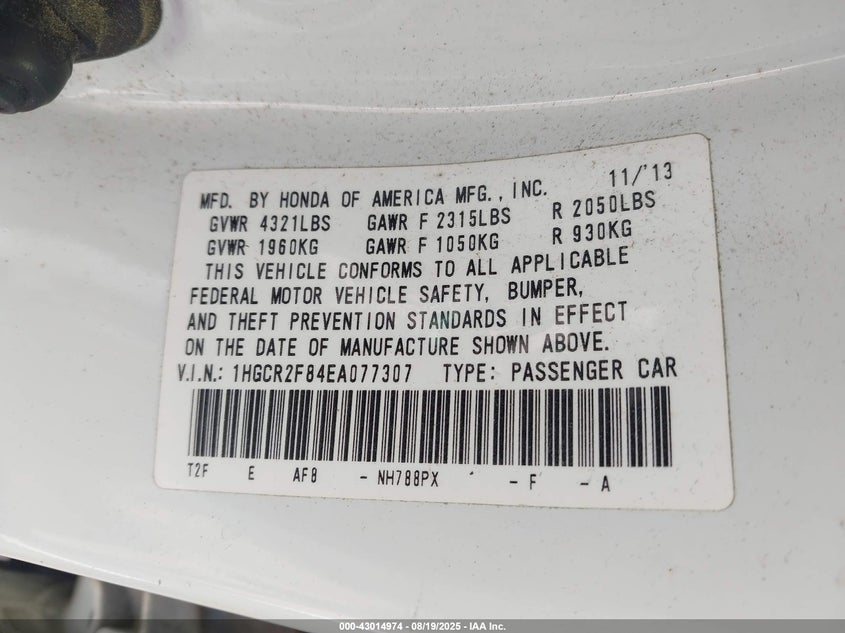 MFD. BY HONDA OF AMERICA MFG., INC. 11/'13
GVWR 4321LBS GAWR F 2315LBS R 2050LBS
GVWR 1960KG GAWR F 1050KG R 930KG
THIS VEHICLE CONFORMS TO ALL APPLICABLE
FEDERAL MOTOR VEHICLE SAFETY, BUMPER,
AND THEFT PREVENTION STANDARDS IN EFFECT
ON THE DATE OF MANUFACTURE SHOWN ABOVE.
V.I.N.: 1HGCR2F84EA077307 TYPE: PASSENGER CAR
T2F E AF8 - NH788PX - F - A
000-43014974 - 08/19/2025 - IAA Inc.